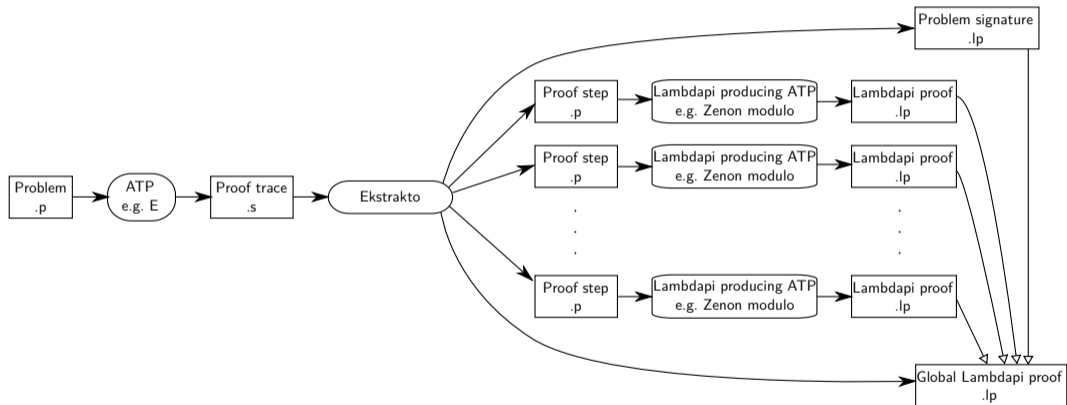 Problem signature
.lp
Proof step
.p
Lambdapi producing ATP
e.g. Zenon modulo
Lambdapi proof
.lp
Proof step
.p
Lambdapi producing ATP
e.g. Zenon modulo
Lambdapi proof
.lp
Problem
.p
ATP
e.g. E
Proof trace
.s
Ekstrakto
.
.
.
.
.
.
Proof step
.p
Lambdapi producing ATP
e.g. Zenon modulo
Lambdapi proof
.lp
Global Lambdapi proof
.lp